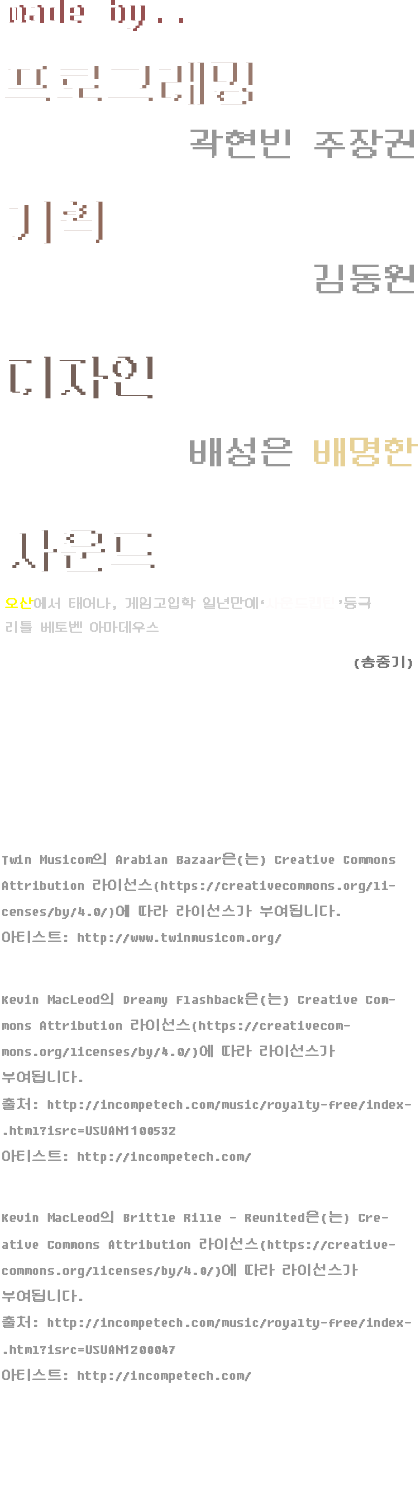 made by..
프로그래밍
곽현빈 주장권
기획
김동원
디자인
배성은 배명한
사운드
오산에서 태어나, 게임고입학 일년만에· ·등극
리틀 베토벤 아마데우스
(송중기)
Twin Musicom의 Arabian Bazaar은(는) Creative Commons
Attribution 라이선스(https://creativecommons.org/li-
censes/by/4.0/)에 따라 라이선스가 부여됩니다.
아티스트: http://www.twinmusicom.org/
Kevin MacLeod의 Dreamy Flashback은(는) Creative Com-
mons Attribution 라이선스(https://creativecom-
mons.org/licenses/by/4.0/)에 따라 라이선스가
부여됩니다.
출처: http://incompetech.com/music/royalty-free/index-
.html?isrc=USUAN1100532
아티스트: http://incompetech.com/
Kevin MacLeod의 Brittle Rille - Reunited은(는) Cre-
ative Commons Attribution 라이선스(https://creative-
commons.org/licenses/by/4.0/)에 따라 라이선스가
부여됩니다.
출처: http://incompetech.com/music/royalty-free/index-
.html?isrc=USUAN1200047
아티스트: http://incompetech.com/